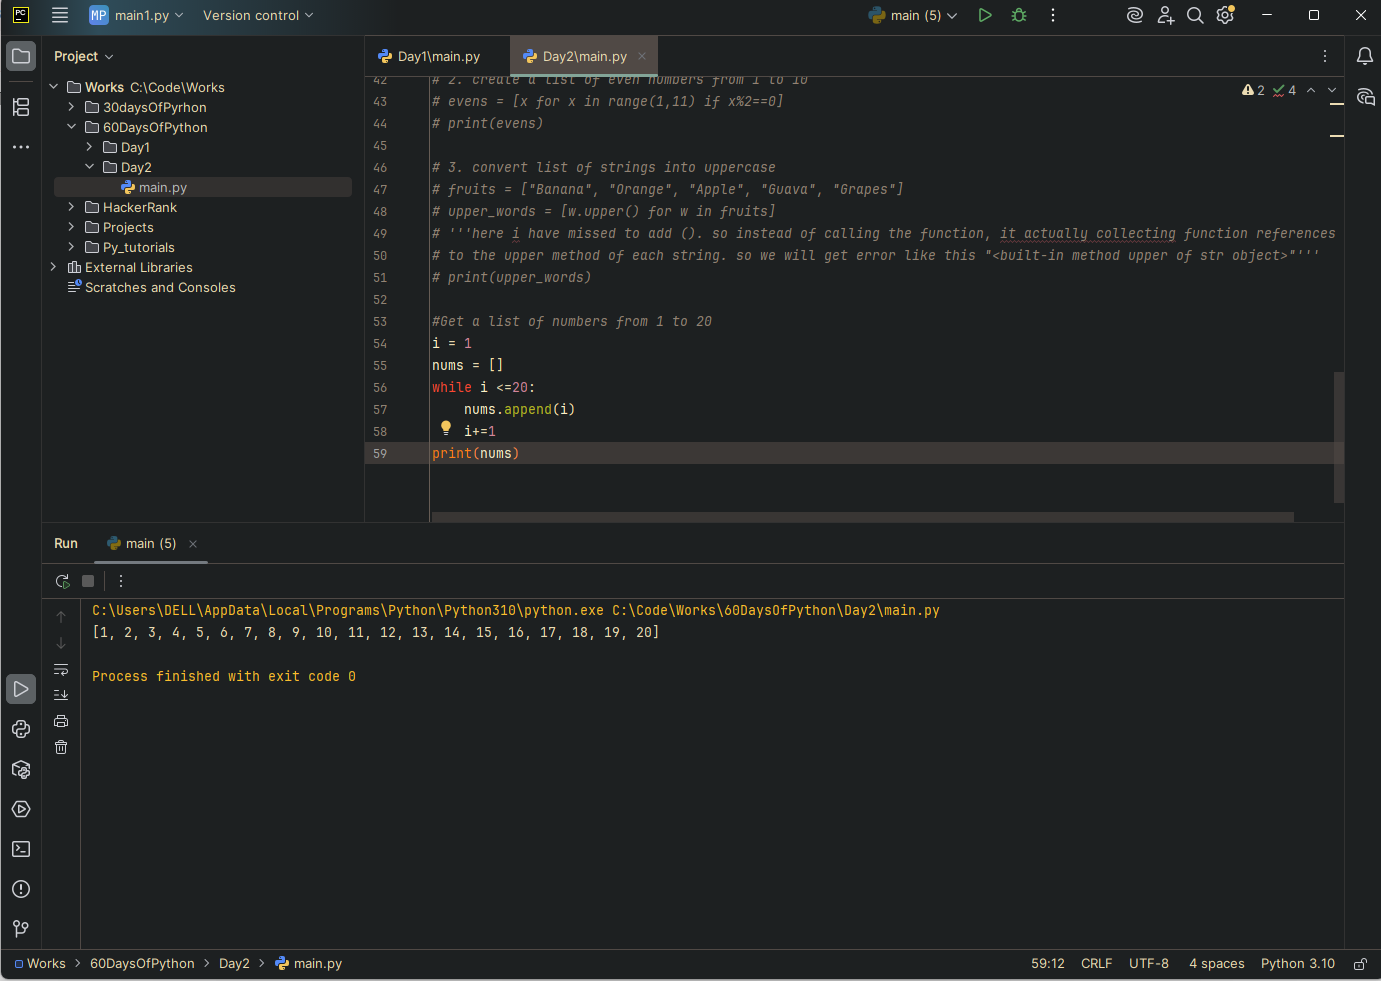 PC
MP main1.py Version control main (5)
Project
Day1\main.py Day2\main.py
Works C:\Code\Works
30daysOfPyrhon
60DaysOfPython
Day1
Day2
main.py
HackerRank
Projects
Py_tutorials
External Libraries
Scratches and Consoles
2 4
42 # 2. create a list of even numbers from 1 to 10
43 # evens = [x for x in range(1,11) if x%2==0]
44 # print(evens)
45
46 # 3. convert list of strings into uppercase
47 # fruits = ["Banana", "Orange", "Apple", "Guava", "Grapes"]
48 # upper_words = [w.upper() for w in fruits]
49 # '''here i have missed to add (). so instead of calling the function, it actually collecting function references
50 # to the upper method of each string. so we will get error like this "<built-in method upper of str object>"'''
51 # print(upper_words)
52
53 #Get a list of numbers from 1 to 20
54 i = 1
55 nums = []
56 while i <=20:
57 nums.append(i)
58 i+=1
59 print(nums)
Run main (5)
C:\Users\DELL\AppData\Local\Programs\Python\Python310\python.exe C:\Code\Works\60DaysOfPython\Day2\main.py
[1, 2, 3, 4, 5, 6, 7, 8, 9, 10, 11, 12, 13, 14, 15, 16, 17, 18, 19, 20]
Process finished with exit code 0
Works > 60DaysOfPython > Day2 > main.py 59:12 CRLF UTF-8 4 spaces Python 3.10